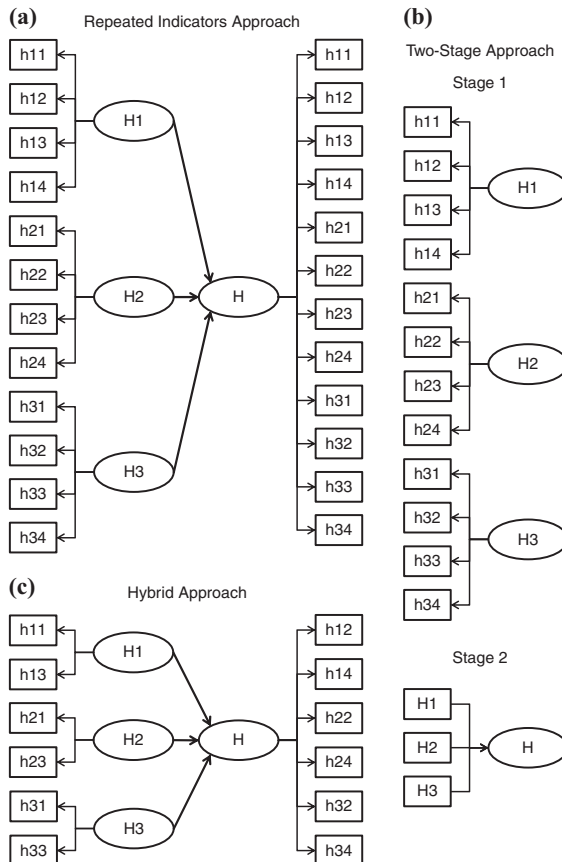 (a)
Repeated Indicators Approach
h11
h12
h13
h14
H1
h21
h22
h23
h24
H2
h31
h32
h33
h34
H3
H
h11
h12
h13
h14
h21
h22
h23
h24
h31
h32
h33
h34
(b)
Two-Stage Approach
Stage 1
h11
h12
h13
h14
H1
h21
h22
h23
h24
H2
h31
h32
h33
h34
H3
Stage 2
H1
H2
H3
H
(c)
Hybrid Approach
h11
h13
H1
h21
h23
H2
h31
h33
H3
H
h12
h14
h22
h24
h32
h34